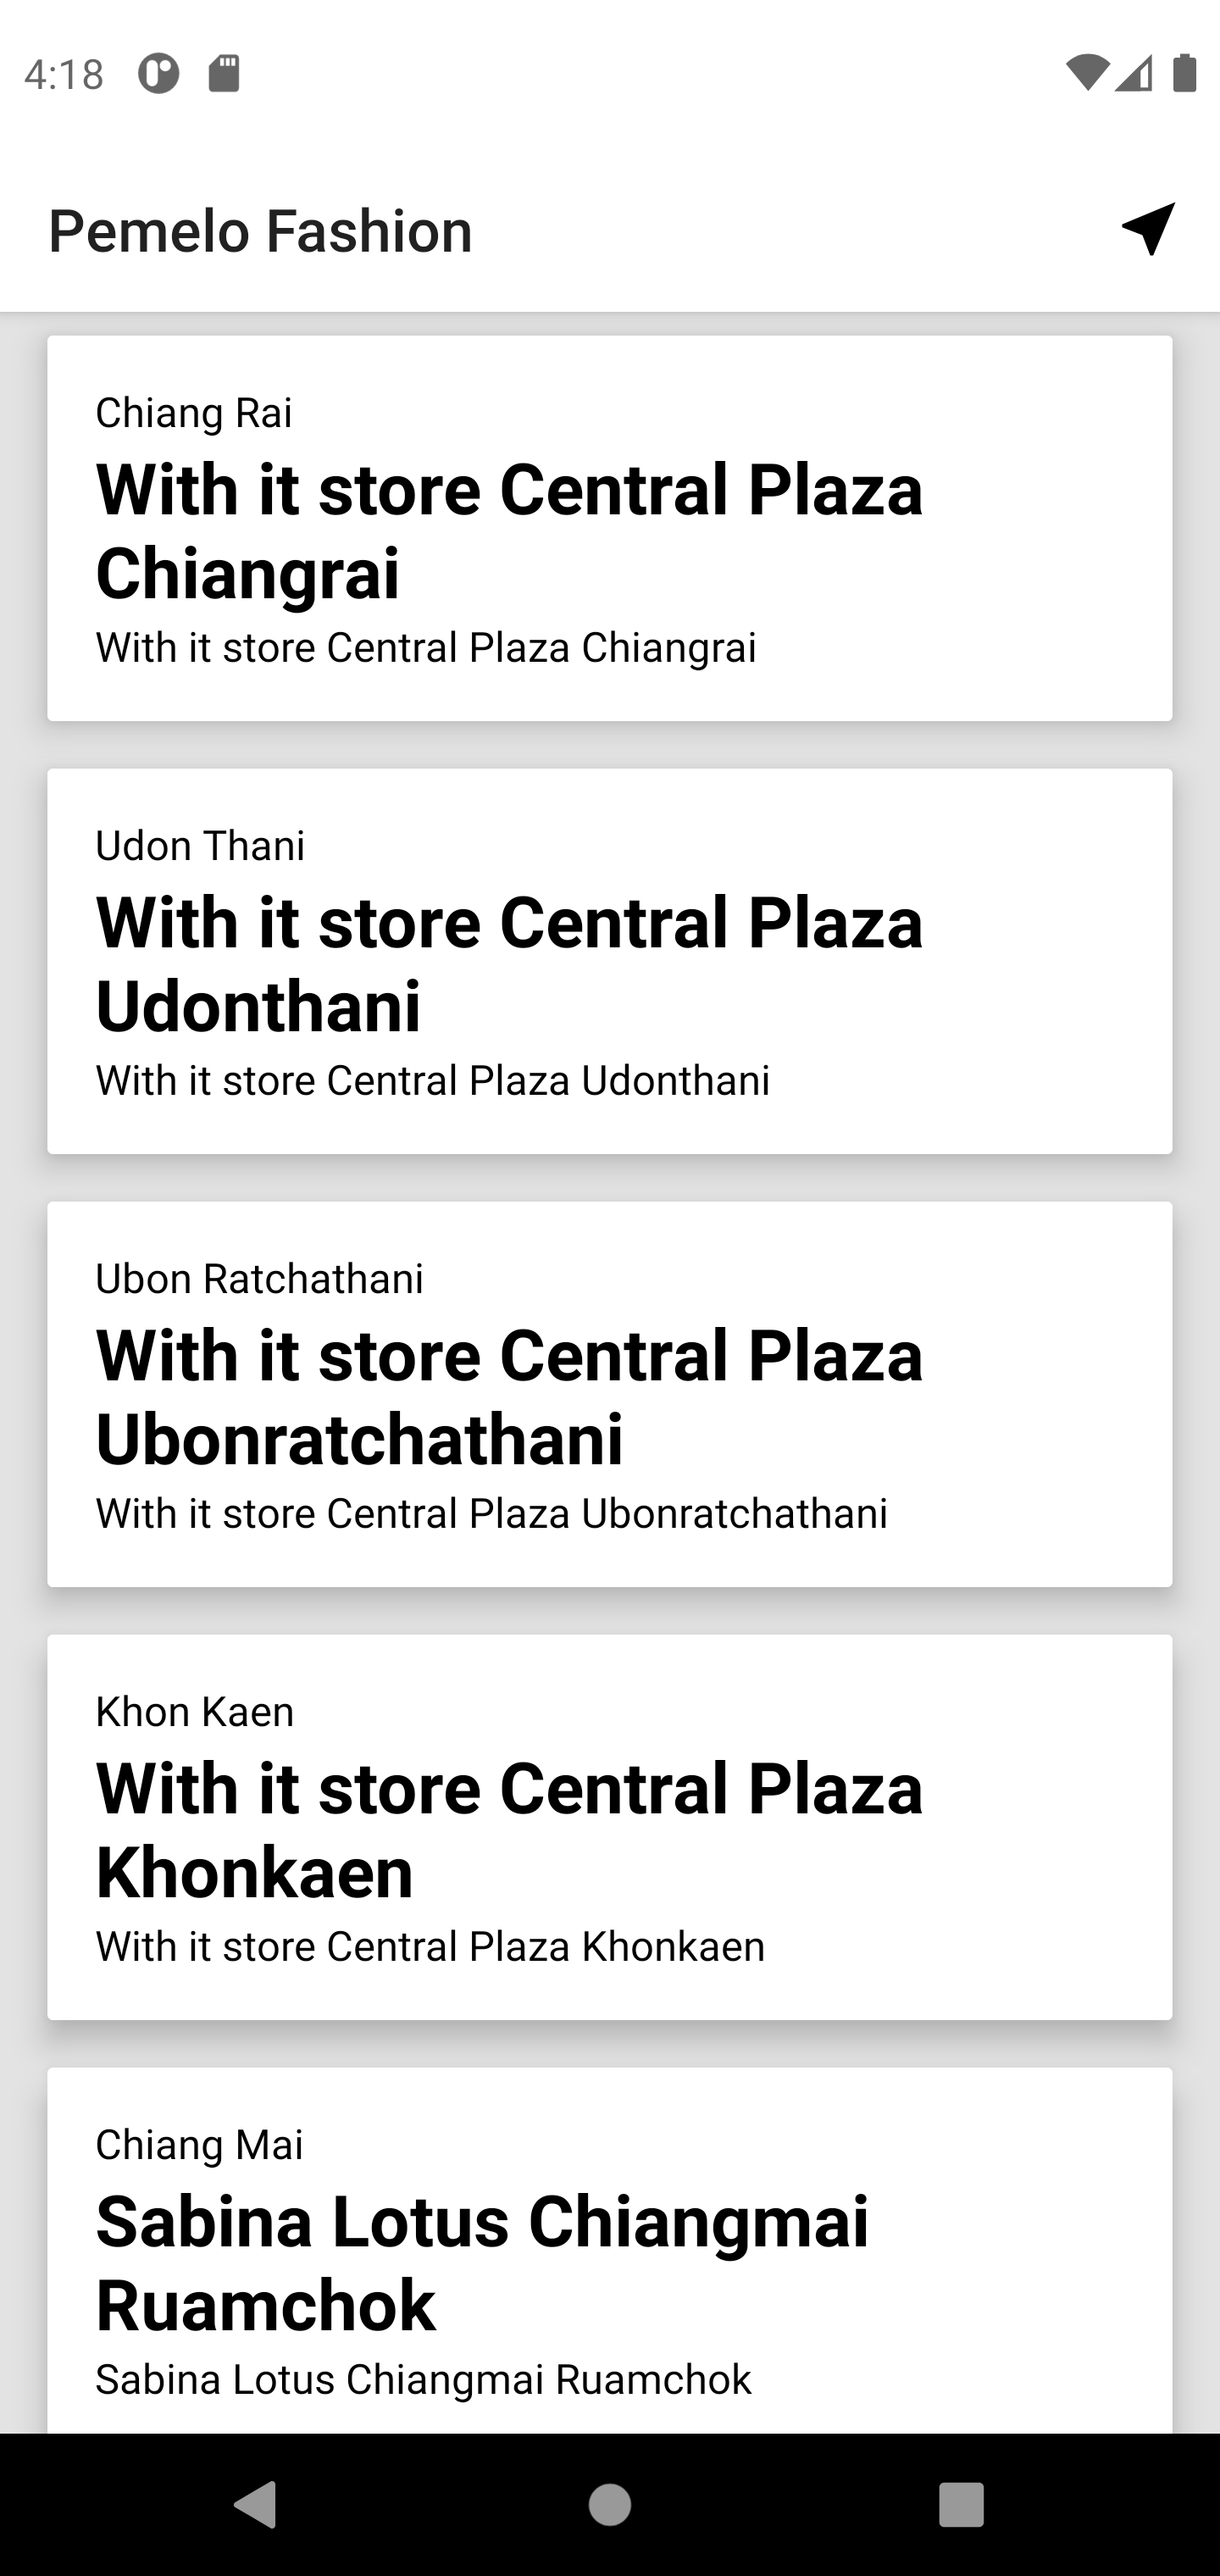 4:18
Pemelo Fashion
Chiang Rai
With it store Central Plaza
Chiangrai
With it store Central Plaza Chiangrai
Udon Thani
With it store Central Plaza
Udonthani
With it store Central Plaza Udonthani
Ubon Ratchathani
With it store Central Plaza
Ubonratchathani
With it store Central Plaza Ubonratchathani
Khon Kaen
With it store Central Plaza
Khonkaen
With it store Central Plaza Khonkaen
Chiang Mai
Sabina Lotus Chiangmai
Ruamchok
Sabina Lotus Chiangmai Ruamchok